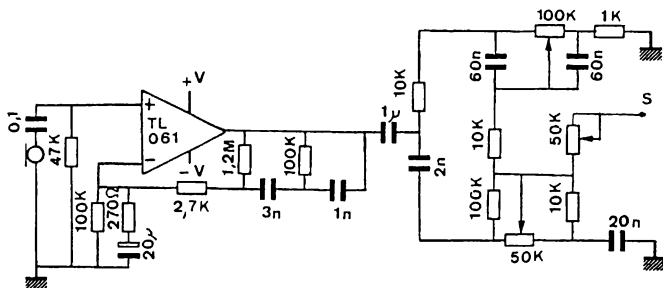 0,1
47K
100K
270Ω
20µ
+
TL
061
−
+V
−V
2,7K
1,2M
3n
100K
1n
1µ
10K
2n
60n
100K
60n
1K
10K
50K
S
100K
10K
50K
20n